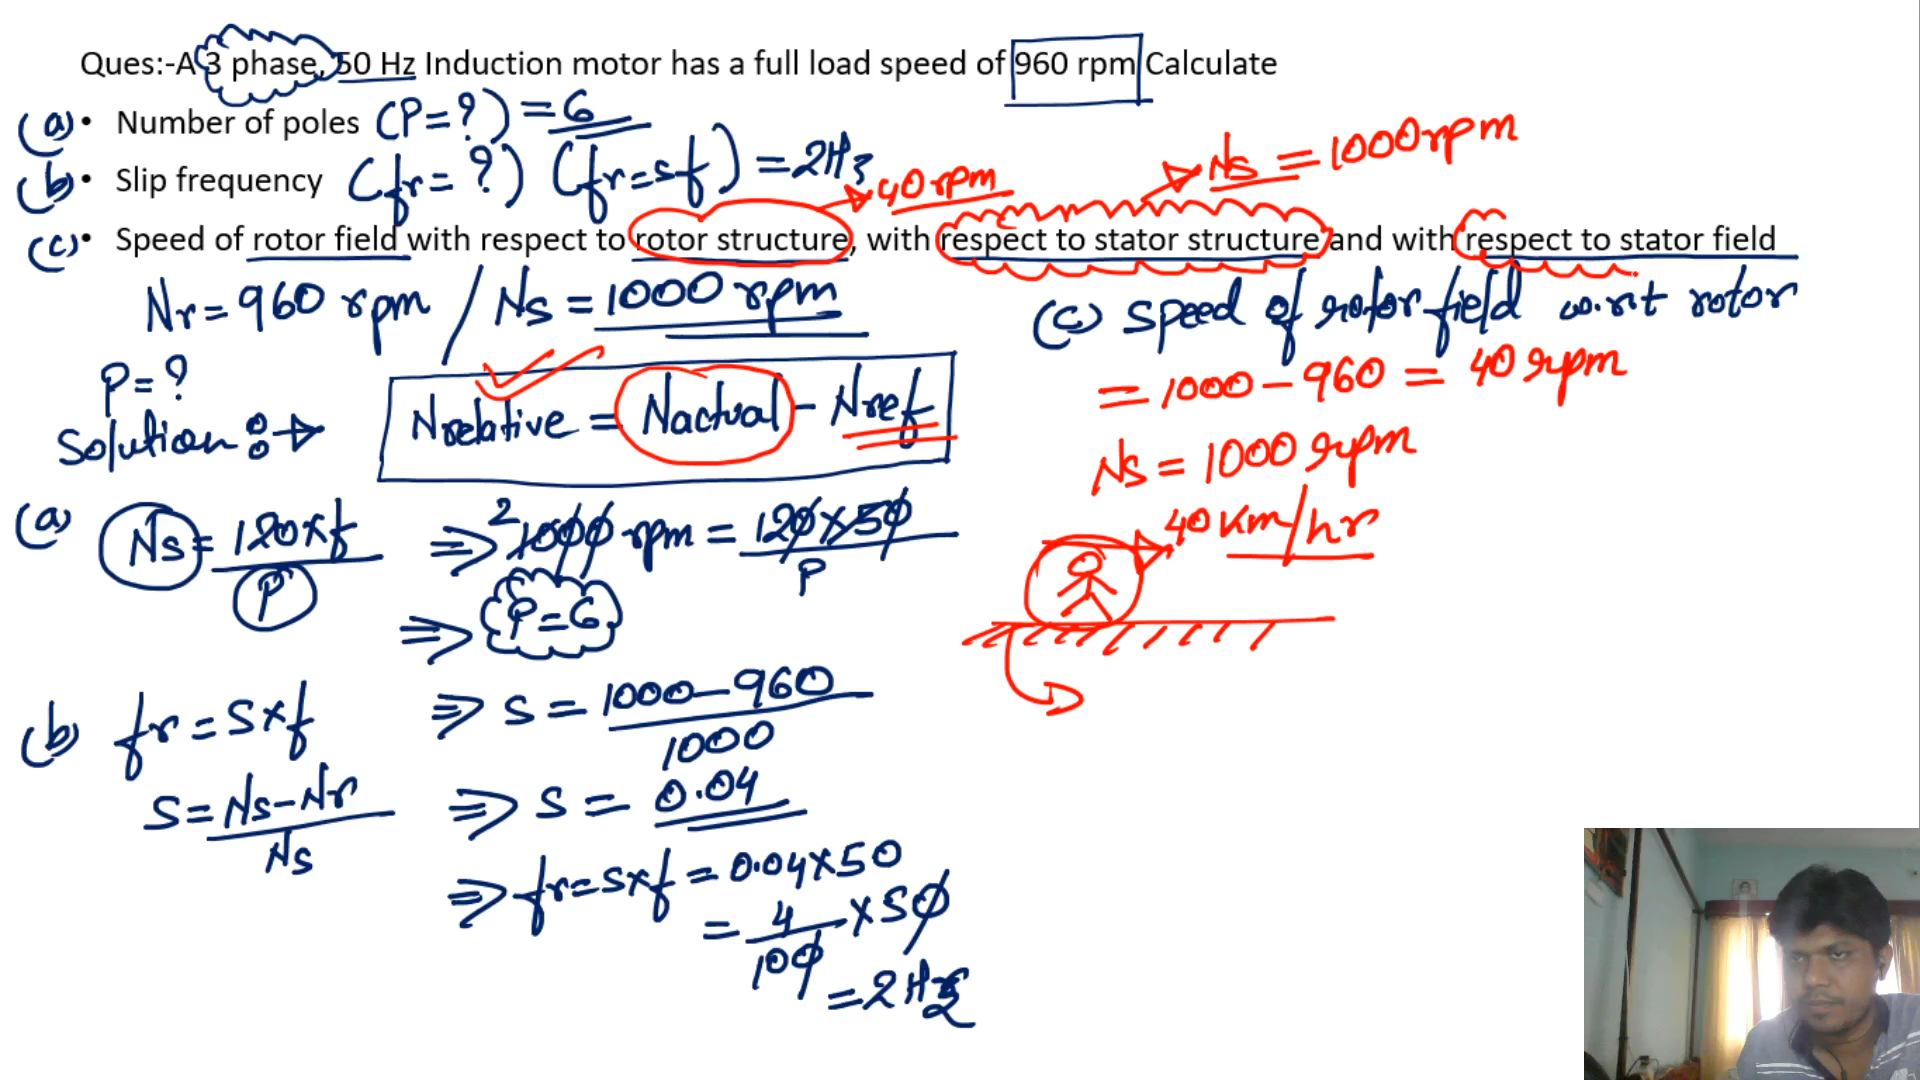 Ques:-A 3 phase, 50 Hz Induction motor has a full load speed of 960 rpm Calculate
(a) • Number of poles (P=?) = 6
(b) • Slip frequency (fr=?) (fr=sf) = 2Hz
40 rpm
Ns = 1000 rpm
(c) • Speed of rotor field with respect to rotor structure, with respect to stator structure and with respect to stator field
Nr = 960 rpm / Ns = 1000 rpm
P = ?
Solution :→
Nrelative = Nactual - Nref
(a) Ns = 120×f / P ⇒ 2 1000 rpm = 120×50 / P
⇒ P=6
(b) fr = s×f ⇒ s = 1000-960 / 1000
s = Ns-Nr / Ns ⇒ s = 0.04
⇒ fr = s×f = 0.04×50
= 4 / 100 × 50
= 2Hz
(c) speed of rotor field w.r.t rotor
= 1000 - 960 = 40 rpm
Ns = 1000 rpm
40 Km/hr